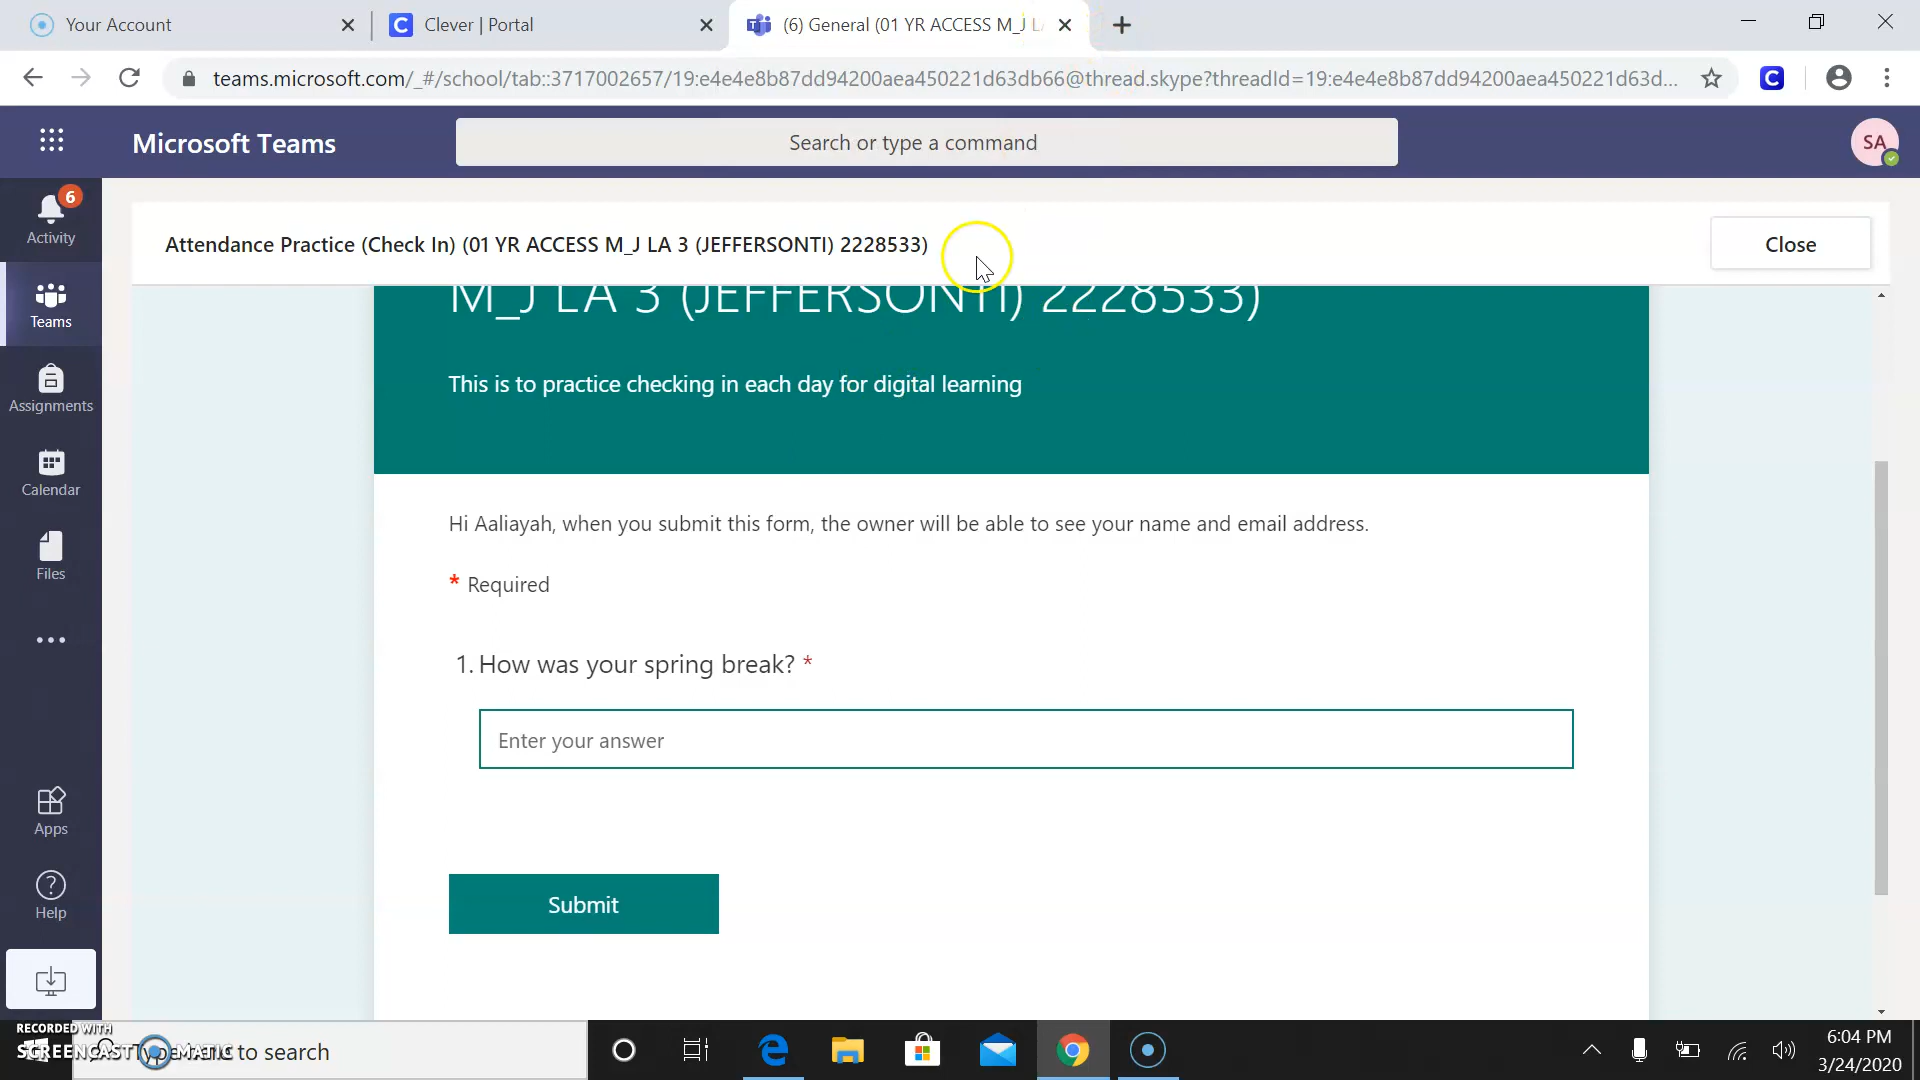 Your Account
Clever | Portal
(6) General (01 YR ACCESS M_J L
teams.microsoft.com/_#/school/tab::3717002657/19:e4e4e8b87dd94200aea450221d63db66@thread.skype?threadId=19:e4e4e8b87dd94200aea450221d63d...
Microsoft Teams
Search or type a command
SA
6
Activity
Teams
Assignments
Calendar
Files
Apps
Help
Attendance Practice (Check In) (01 YR ACCESS M_J LA 3 (JEFFERSONTI) 2228533)
Close
M_J LA 3 (JEFFERSONTI) 2228533)
This is to practice checking in each day for digital learning
Hi Aaliayah, when you submit this form, the owner will be able to see your name and email address.
* Required
1. How was your spring break? *
Enter your answer
Submit
RECORDED WITH
SCREENCAST MATIC
Type here to search
6:04 PM
3/24/2020